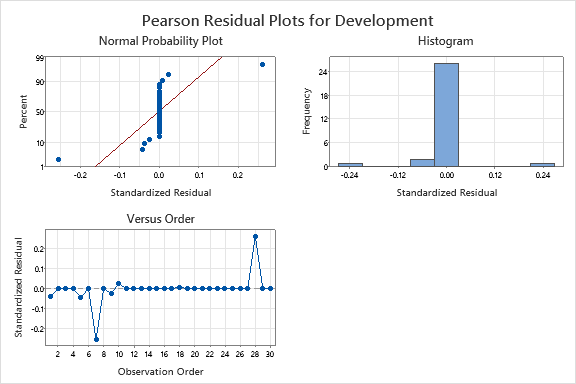 Pearson Residual Plots for Development
Normal Probability Plot
99
90
50
10
1
Percent
-0.2 -0.1 0.0 0.1 0.2
Standardized Residual
Histogram
24
18
12
6
0
Frequency
-0.24 -0.12 0.00 0.12 0.24
Standardized Residual
Versus Order
0.2
0.1
0.0
-0.1
-0.2
Standardized Residual
2 4 6 8 10 12 14 16 18 20 22 24 26 28 30
Observation Order